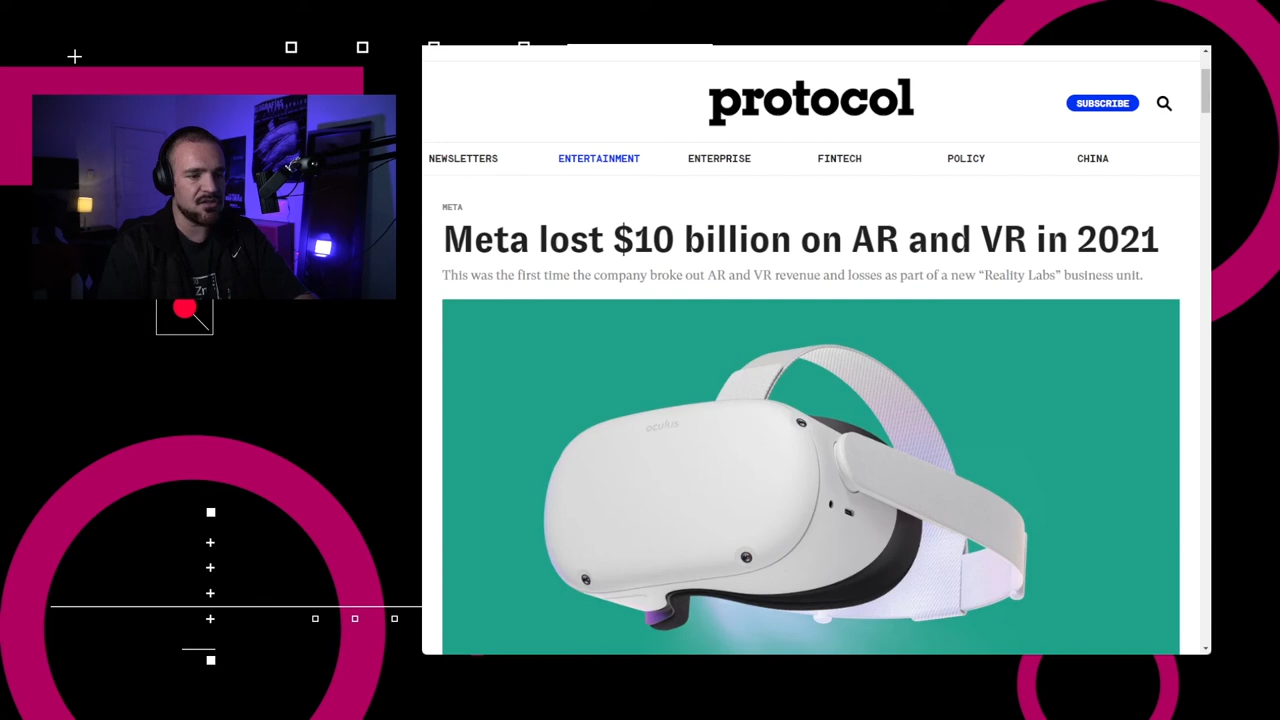 protocol
SUBSCRIBE
NEWSLETTERS ENTERTAINMENT ENTERPRISE FINTECH POLICY CHINA
META
Meta lost $10 billion on AR and VR in 2021
This was the first time the company broke out AR and VR revenue and losses as part of a new “Reality Labs” business unit.
oculus
Zr